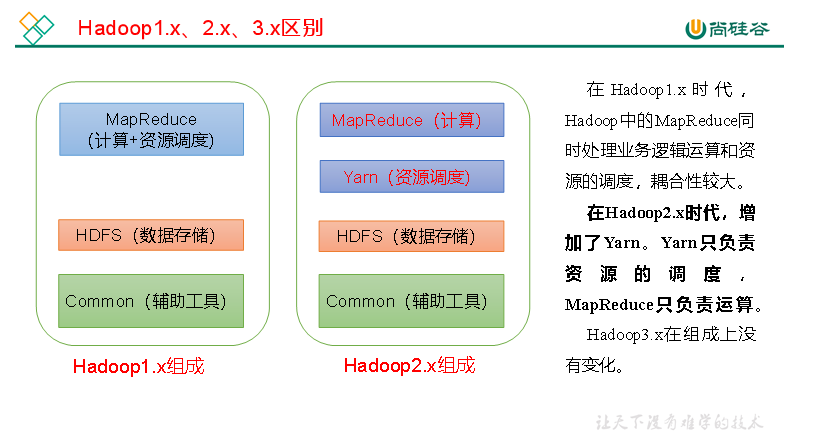 Hadoop1.x、2.x、3.x区别
尚硅谷
MapReduce
(计算+资源调度)
HDFS（数据存储）
Common（辅助工具）
Hadoop1.x组成
MapReduce（计算）
Yarn（资源调度）
HDFS（数据存储）
Common（辅助工具）
Hadoop2.x组成
在 Hadoop1.x 时代，
Hadoop中的MapReduce同
时处理业务逻辑运算和资
源的调度，耦合性较大。
在Hadoop2.x时代，增
加了Yarn。Yarn只负责
资源的调度，
MapReduce只负责运算。
Hadoop3.x在组成上没
有变化。
让天下没有难学的技术